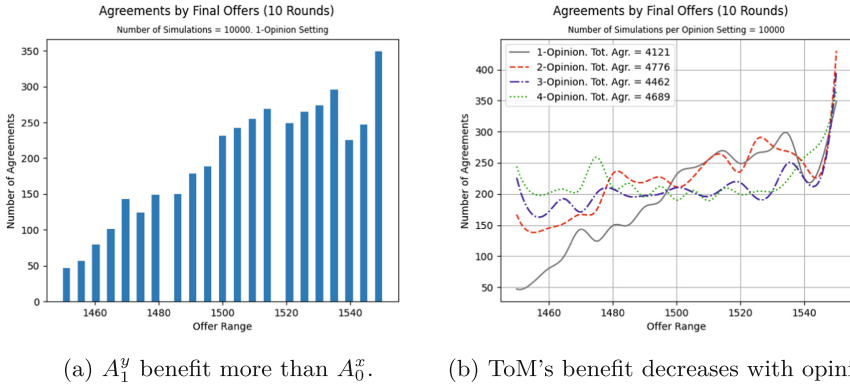 Agreements by Final Offers (10 Rounds)
Number of Simulations = 10000. 1-Opinion Setting
350
300
250
200
150
100
50
0
Number of Agreements
1460 1480 1500 1520 1540
Offer Range
(a) A_1^y benefit more than A_0^x.
Agreements by Final Offers (10 Rounds)
Number of Simulations per Opinion Setting = 10000
1-Opinion. Tot. Agr. = 4121
2-Opinion. Tot. Agr. = 4776
3-Opinion. Tot. Agr. = 4462
4-Opinion. Tot. Agr. = 4689
400
350
300
250
200
150
100
50
Number of Agreements
1460 1480 1500 1520 1540
Offer Range
(b) ToM's benefit decreases with